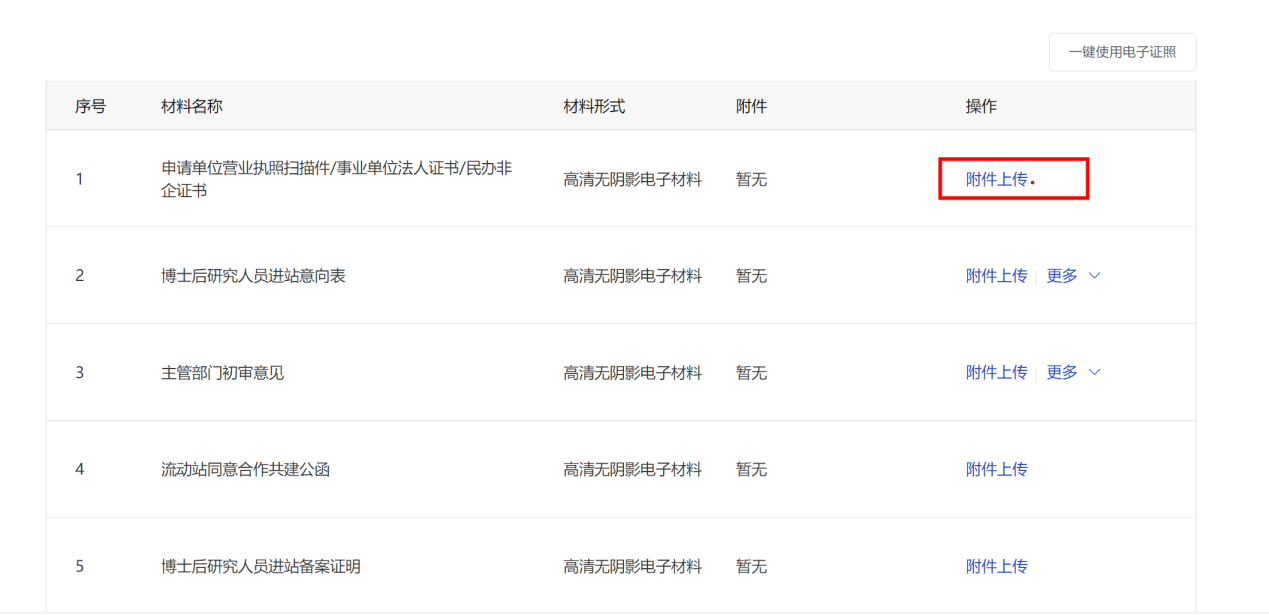 一键使用电子证照
序号 材料名称 材料形式 附件 操作
1 申请单位营业执照扫描件/事业单位法人证书/民办非 高清无阴影电子材料 暂无 附件上传
企证书
2 博士后研究人员进站意向表 高清无阴影电子材料 暂无 附件上传 更多
3 主管部门初审意见 高清无阴影电子材料 暂无 附件上传 更多
4 流动站同意合作共建公函 高清无阴影电子材料 暂无 附件上传
5 博士后研究人员进站备案证明 高清无阴影电子材料 暂无 附件上传